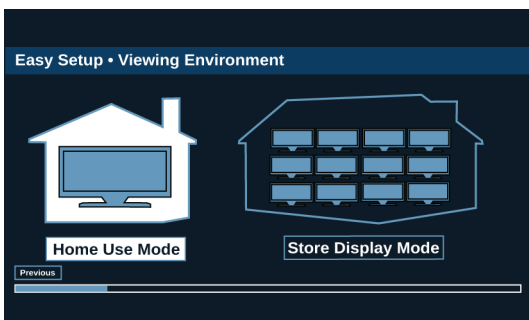 Easy Setup • Viewing Environment
Home Use Mode
Store Display Mode
Previous